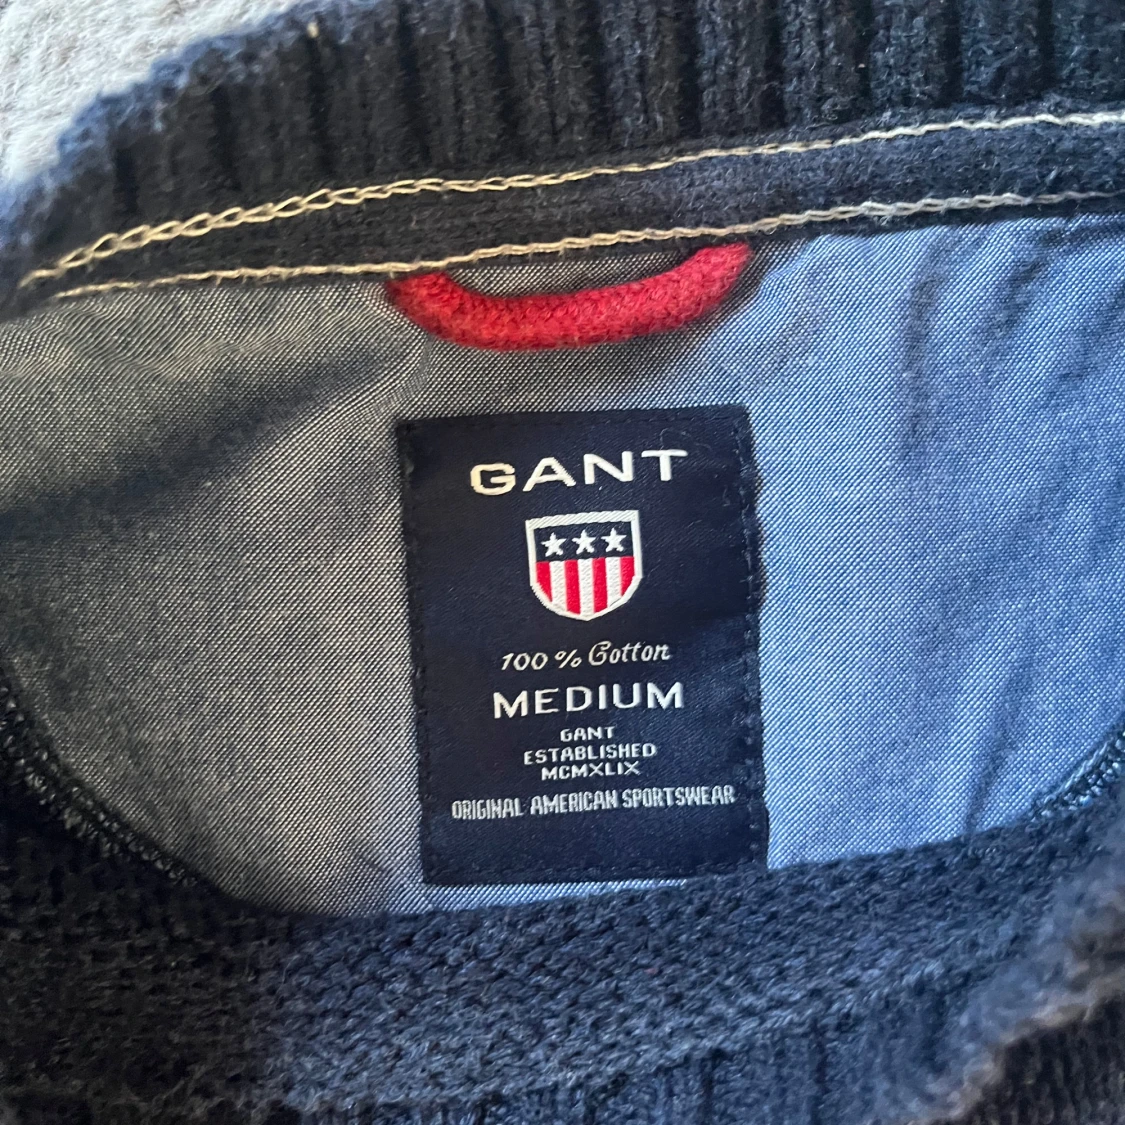 GANT
100 % Cotton
MEDIUM
GANT
ESTABLISHED
MCMXLIX
ORIGINAL AMERICAN SPORTSWEAR